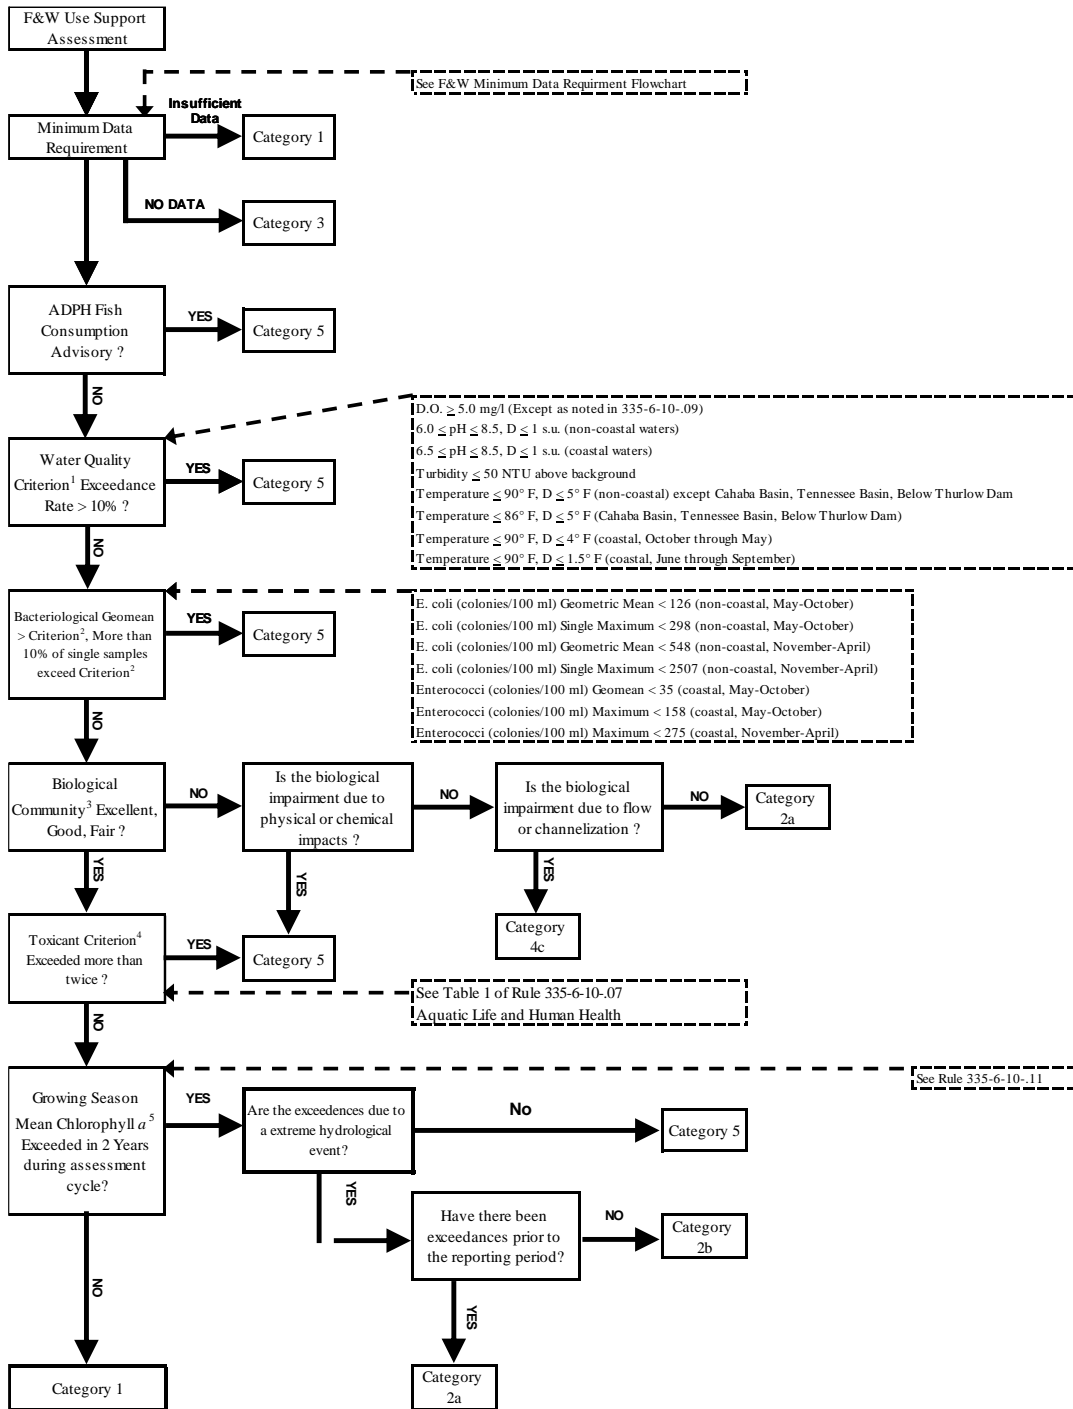 F&W Use Support
Assessment
See F&W Minimum Data Requirment Flowchart
Insufficient
Data
Minimum Data
Requirement
Category 1
NO DATA
Category 3
ADPH Fish
Consumption
Advisory ?
YES
Category 5
NO
D.O. ≥ 5.0 mg/l (Except as noted in 335-6-10-.09)
6.0 ≤ pH ≤ 8.5, D ≤ 1 s.u. (non-coastal waters)
6.5 ≤ pH ≤ 8.5, D ≤ 1 s.u. (coastal waters)
Turbidity ≤ 50 NTU above background
Temperature ≤ 90° F, D ≤ 5° F (non-coastal) except Cahaba Basin, Tennessee Basin, Below Thurlow Dam
Temperature ≤ 86° F, D ≤ 5° F (Cahaba Basin, Tennessee Basin, Below Thurlow Dam)
Temperature ≤ 90° F, D ≤ 4° F (coastal, October through May)
Temperature ≤ 90° F, D ≤ 1.5° F (coastal, June through September)
Water Quality
Criterion¹ Exceedance
Rate > 10% ?
YES
Category 5
NO
Bacteriological Geomean
> Criterion², More than
10% of single samples
exceed Criterion²
YES
Category 5
E. coli (colonies/100 ml) Geometric Mean < 126 (non-coastal, May-October)
E. coli (colonies/100 ml) Single Maximum < 298 (non-coastal, May-October)
E. coli (colonies/100 ml) Geometric Mean < 548 (non-coastal, November-April)
E. coli (colonies/100 ml) Single Maximum < 2507 (non-coastal, November-April)
Enterococci (colonies/100 ml) Geomean < 35 (coastal, May-October)
Enterococci (colonies/100 ml) Maximum < 158 (coastal, May-October)
Enterococci (colonies/100 ml) Maximum < 275 (coastal, November-April)
NO
Biological
Community³ Excellent,
Good, Fair ?
NO
Is the biological
impairment due to
physical or chemical
impacts ?
NO
Is the biological
impairment due to flow
or channelization ?
NO
Category
2a
YES
YES
YES
Toxicant Criterion⁴
Exceeded more than
twice ?
YES
Category 5
Category
4c
See Table 1 of Rule 335-6-10-.07
Aquatic Life and Human Health
NO
See Rule 335-6-10-.11
Growing Season
Mean Chlorophyll a⁵
Exceeded in 2 Years
during assessment
cycle?
YES
Are the exceedences due to
a extreme hydrological
event?
No
Category 5
YES
Have there been
exceedances prior to
the reporting period?
NO
Category
2b
NO
YES
Category 1
Category
2a